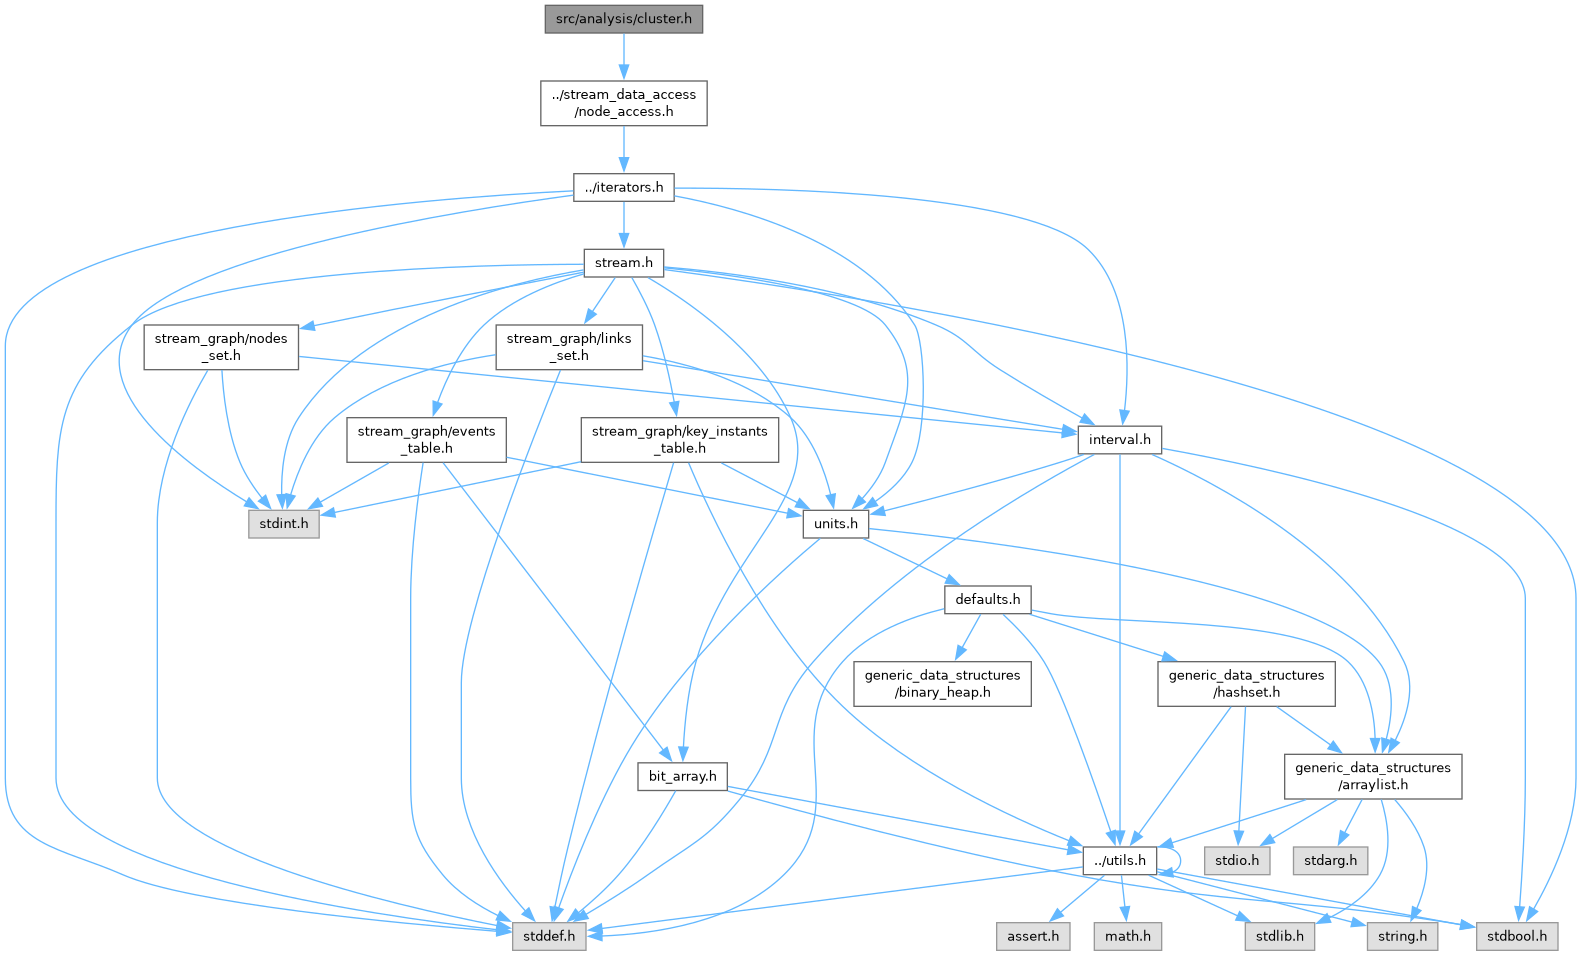 src/analysis/cluster.h
../stream_data_access
/node_access.h
../iterators.h
stream.h
stream_graph/nodes
_set.h
stream_graph/links
_set.h
stream_graph/events
_table.h
stream_graph/key_instants
_table.h
interval.h
stdint.h
units.h
defaults.h
generic_data_structures
/binary_heap.h
generic_data_structures
/hashset.h
bit_array.h
generic_data_structures
/arraylist.h
../utils.h
stdio.h
stdarg.h
stddef.h
assert.h
math.h
stdlib.h
string.h
stdbool.h